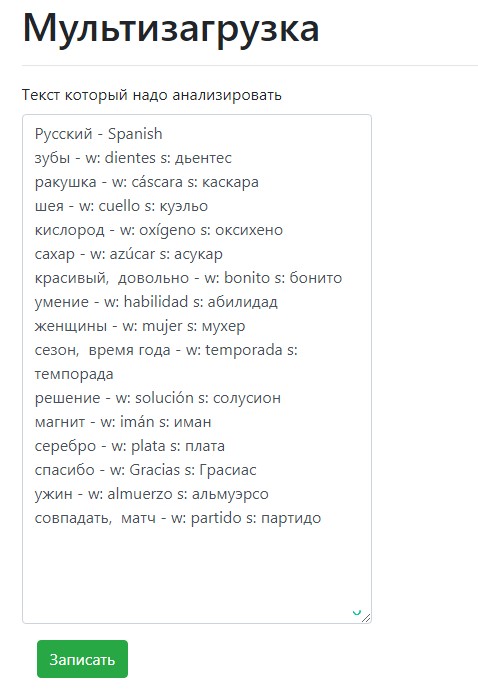 Мультизагрузка
Текст который надо анализировать
Русский - Spanish
зубы - w: dientes s: дьентес
ракушка - w: cáscara s: каскара
шея - w: cuello s: куэльо
кислород - w: oxígeno s: оксихено
сахар - w: azúcar s: асукар
красивый,  довольно - w: bonito s: бонито
умение - w: habilidad s: абилидад
женщины - w: mujer s: мухер
сезон,  время года - w: temporada s:
темпорада
решение - w: solución s: солусион
магнит - w: imán s: иман
серебро - w: plata s: плата
спасибо - w: Gracias s: Грасиас
ужин - w: almuerzo s: альмуэрсо
совпадать,  матч - w: partido s: партидо
Записать